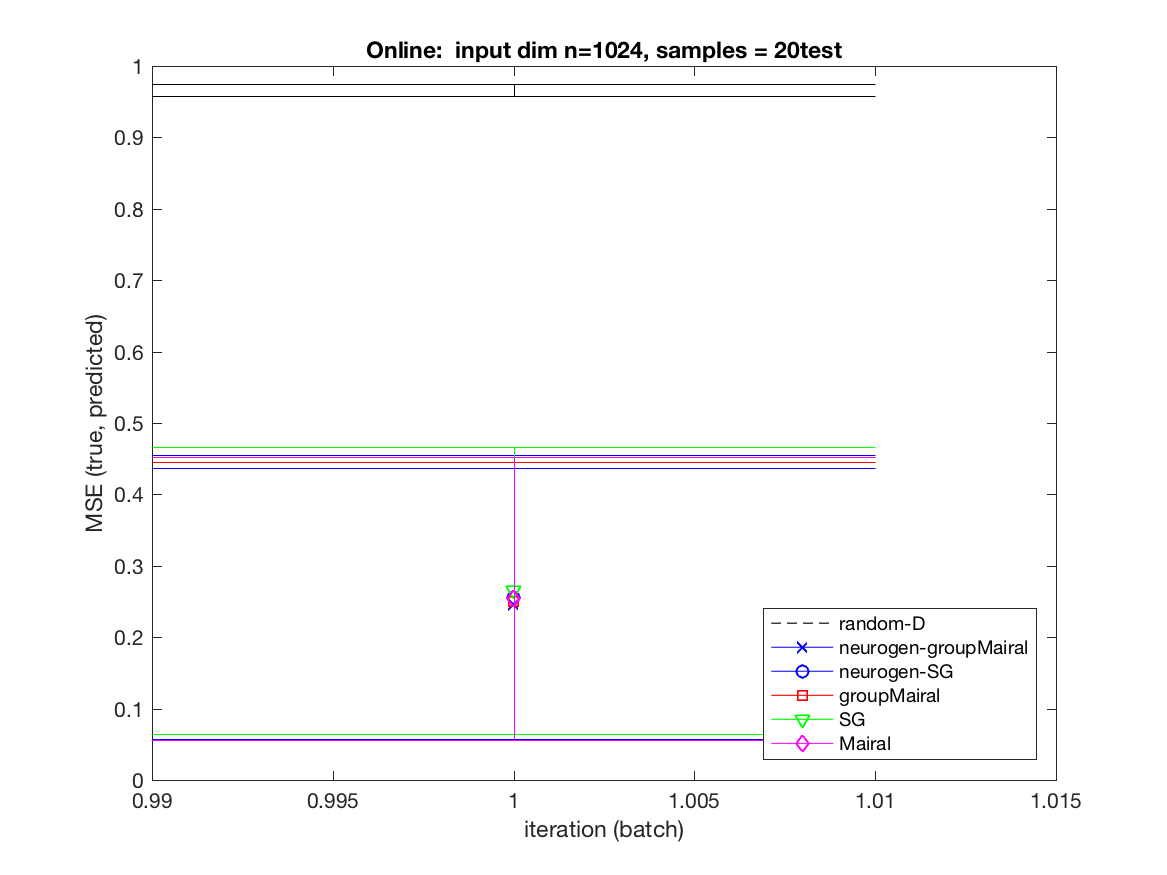 Online:  input dim n=1024, samples = 20test
1
0.9
0.8
0.7
0.6
0.5
0.4
0.3
0.2
0.1
0
MSE (true, predicted)
random-D
neurogen-groupMairal
neurogen-SG
groupMairal
SG
Mairal
0.99 0.995 1 1.005 1.01 1.015
iteration (batch)